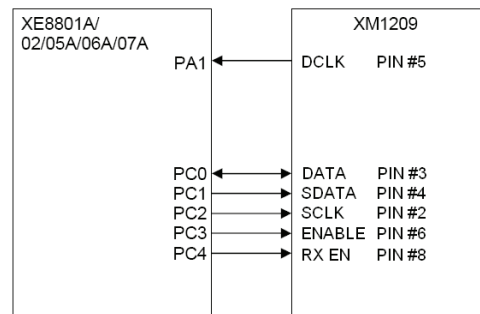 XE8801A/ XM1209
02/05A/06A/07A
PA1 DCLK PIN #5
PC0 DATA PIN #3
PC1 SDATA PIN #4
PC2 SCLK PIN #2
PC3 ENABLE PIN #6
PC4 RX EN PIN #8